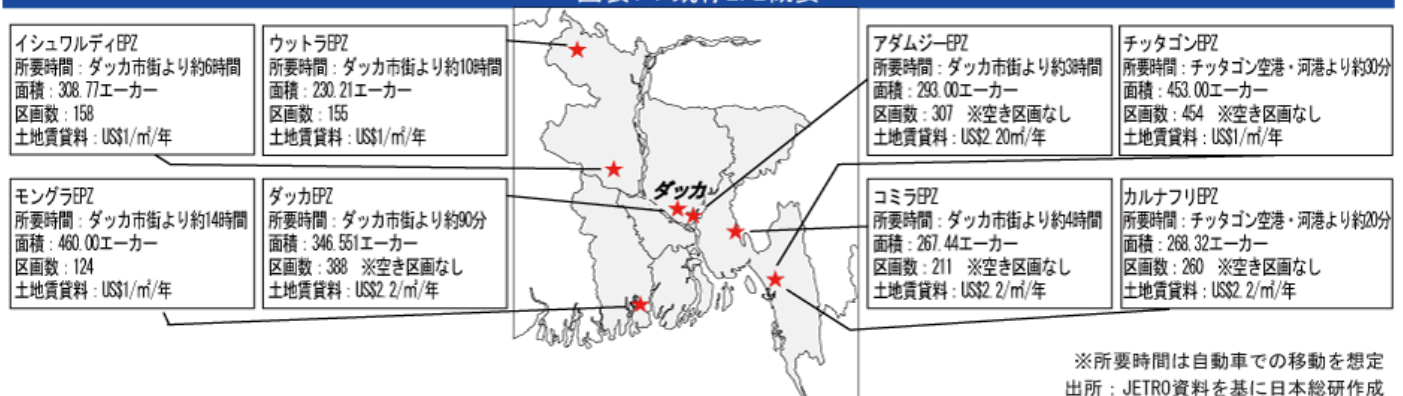 イシュワルディEPZ
所要時間：ダッカ市街より約6時間
面積：308.77エーカー
区画数：158
土地賃貸料：US$1/㎡/年
ウットラEPZ
所要時間：ダッカ市街より約10時間
面積：230.21エーカー
区画数：155
土地賃貸料：US$1/㎡/年
アダムジーEPZ
所要時間：ダッカ市街より約3時間
面積：293.00エーカー
区画数：307　※空き区画なし
土地賃貸料：US$2.20㎡/年
チッタゴンEPZ
所要時間：チッタゴン空港・河港より約30分
面積：453.00エーカー
区画数：454　※空き区画なし
土地賃貸料：US$1/㎡/年
モングラEPZ
所要時間：ダッカ市街より約14時間
面積：460.00エーカー
区画数：124
土地賃貸料：US$1/㎡/年
ダッカEPZ
所要時間：ダッカ市街より約90分
面積：346.551エーカー
区画数：388　※空き区画なし
土地賃貸料：US$2.2/㎡/年
ダッカ
コミラEPZ
所要時間：ダッカ市街より約4時間
面積：267.44エーカー
区画数：211　※空き区画なし
土地賃貸料：US$2.2/㎡/年
カルナフリEPZ
所要時間：チッタゴン空港・河港より約20分
面積：268.32エーカー
区画数：260　※空き区画なし
土地賃貸料：US$2.2/㎡/年
※所要時間は自動車での移動を想定
出所：JETRO資料を基に日本総研作成